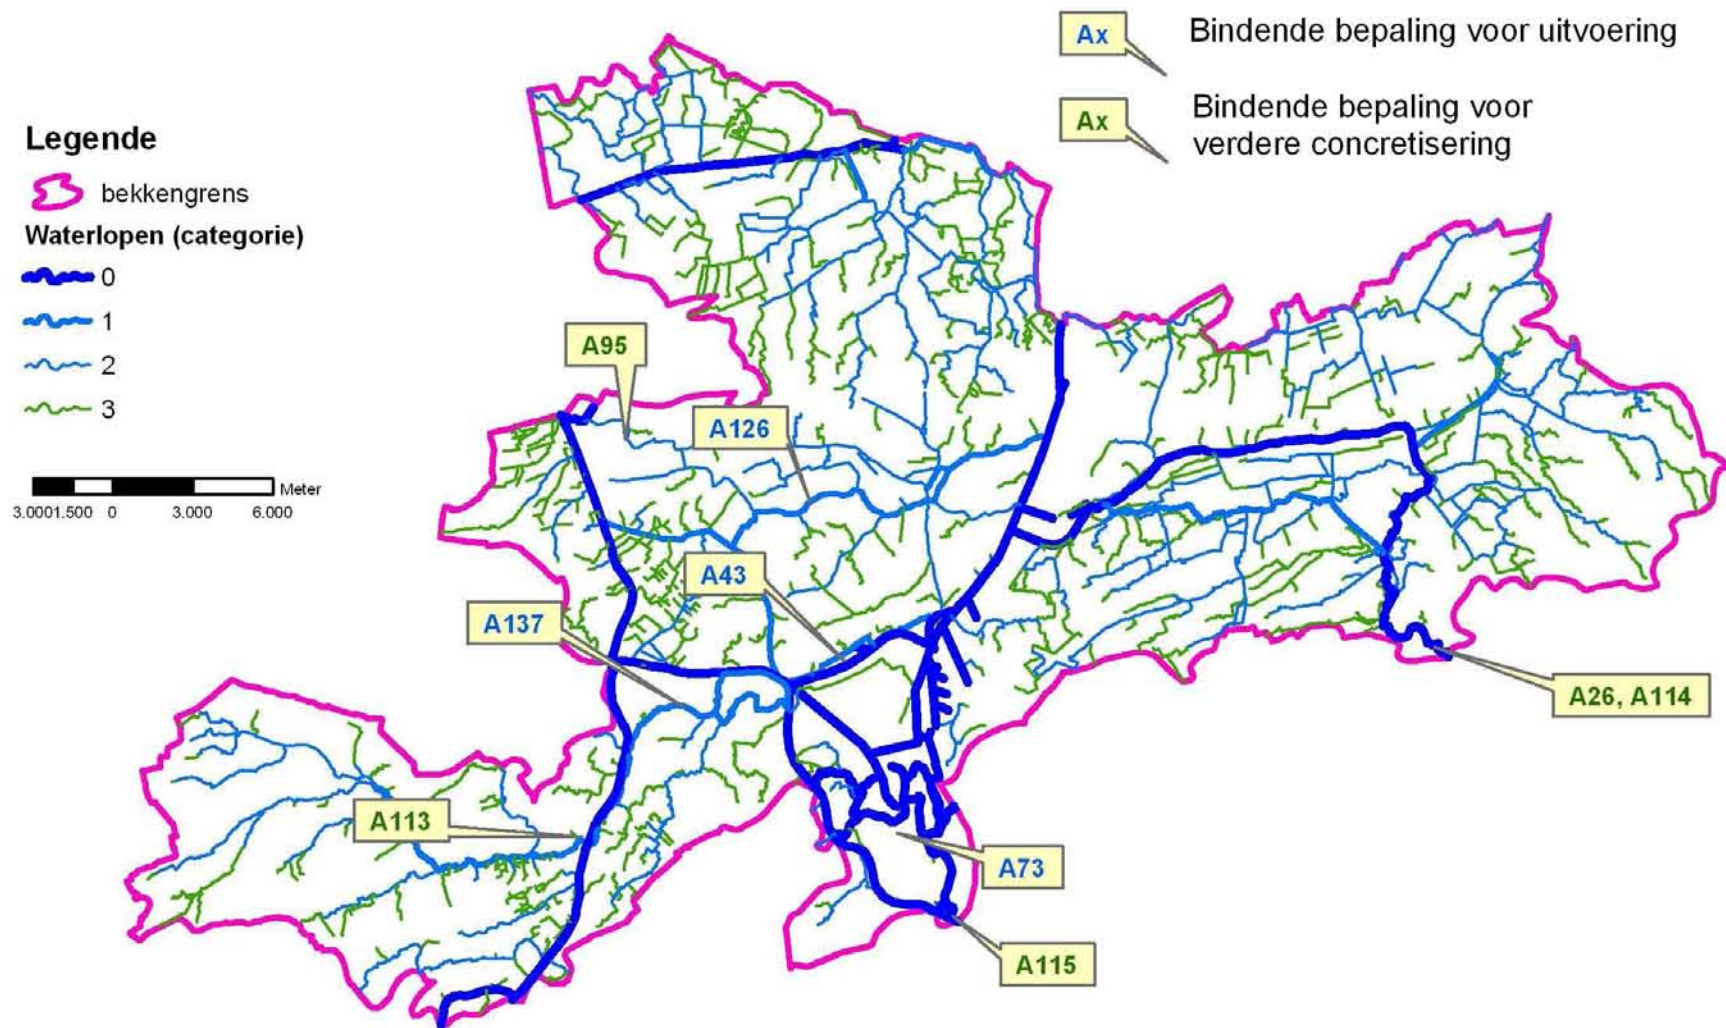 Ax Bindende bepaling voor uitvoering
Ax Bindende bepaling voor
verdere concretisering
Legende
bekkengrens
Waterlopen (categorie)
0
1
2
3
Meter
3.0001.500 0 3.000 6.000
A95
A126
A43
A137
A26, A114
A113
A73
A115